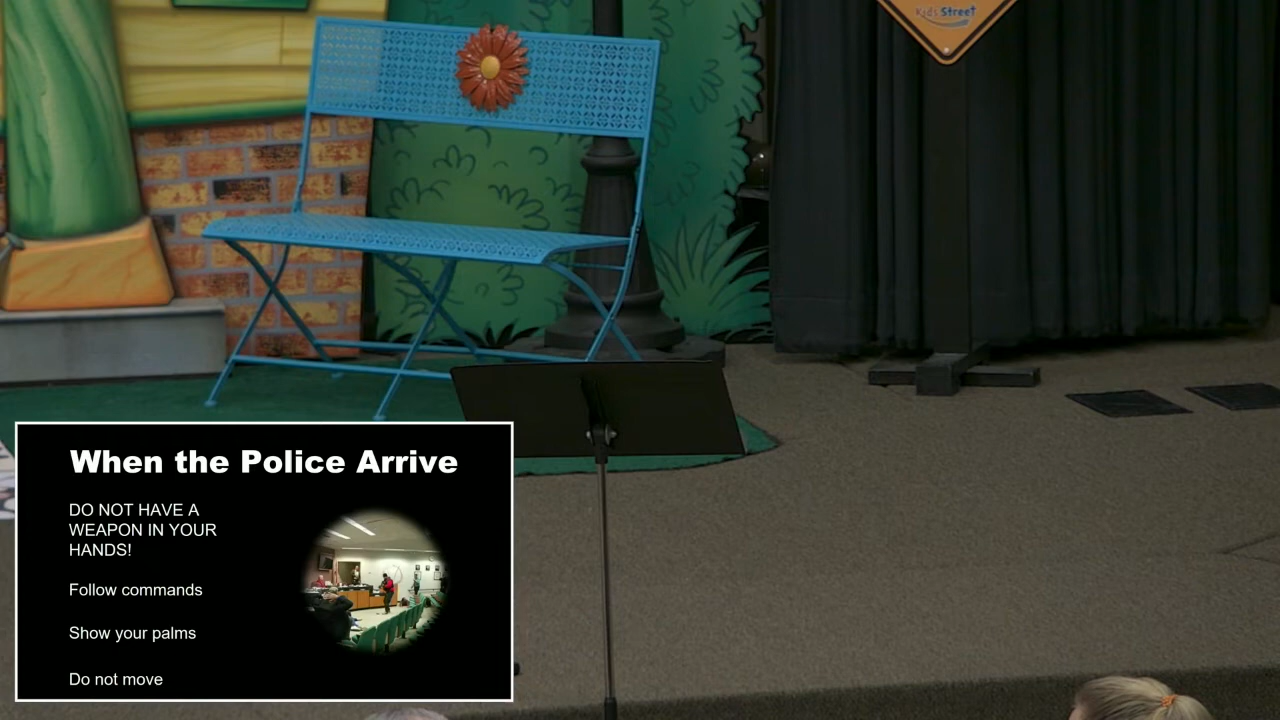 Kids Street
When the Police Arrive
DO NOT HAVE A
WEAPON IN YOUR
HANDS!
Follow commands
Show your palms
Do not move